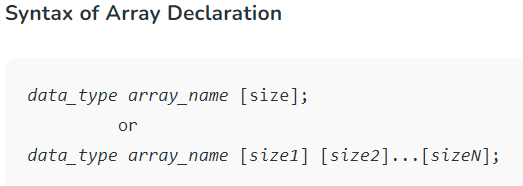 Syntax of Array Declaration
data_type array_name [size];
or
data_type array_name [size1] [size2]...[sizeN];